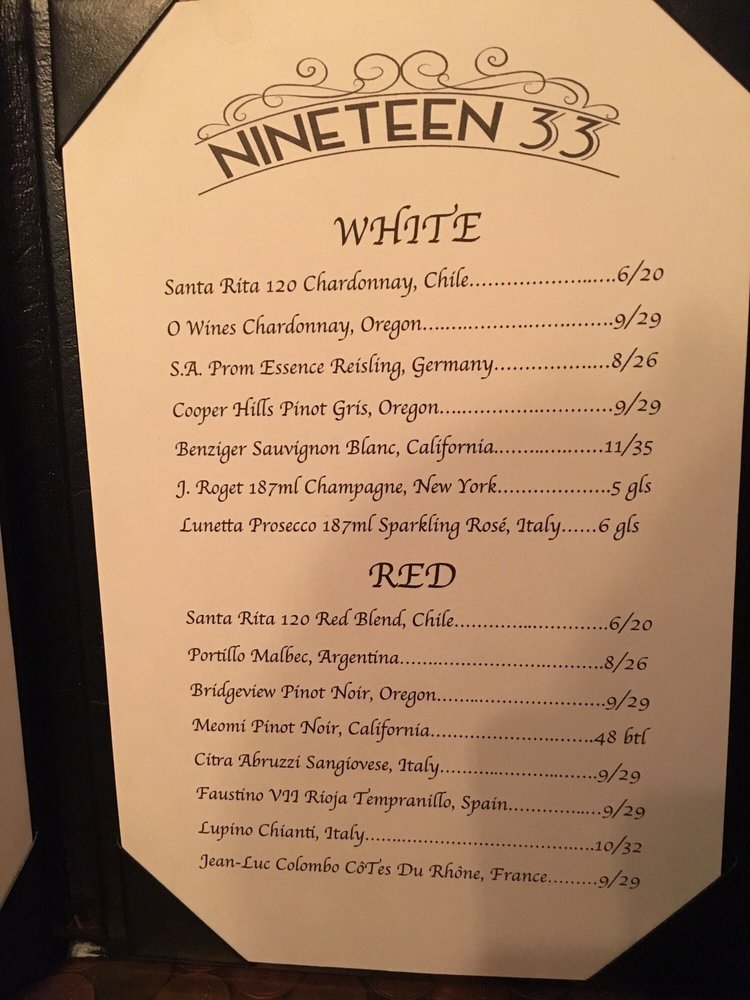 NINETEEN 33
WHITE
Santa Rita 120 Chardonnay, Chile........................6/20
O Wines Chardonnay, Oregon................................9/29
S.A. Prom Essence Reisling, Germany...................8/26
Cooper Hills Pinot Gris, Oregon.............................9/29
Benziger Sauvignon Blanc, California..................11/35
J. Roget 187ml Champagne, New York...................5 gls
Lunetta Prosecco 187ml Sparkling Rosé, Italy......6 gls
RED
Santa Rita 120 Red Blend, Chile..........................6/20
Portillo Malbec, Argentina...................................8/26
Bridgeview Pinot Noir, Oregon.............................9/29
Meomi Pinot Noir, California............................48 btl
Citra Abruzzi Sangiovese, Italy...........................9/29
Faustino VII Rioja Tempranillo, Spain................9/29
Lupino Chianti, Italy.........................................10/32
Jean-Luc Colombo CôTes Du Rhône, France.........9/29